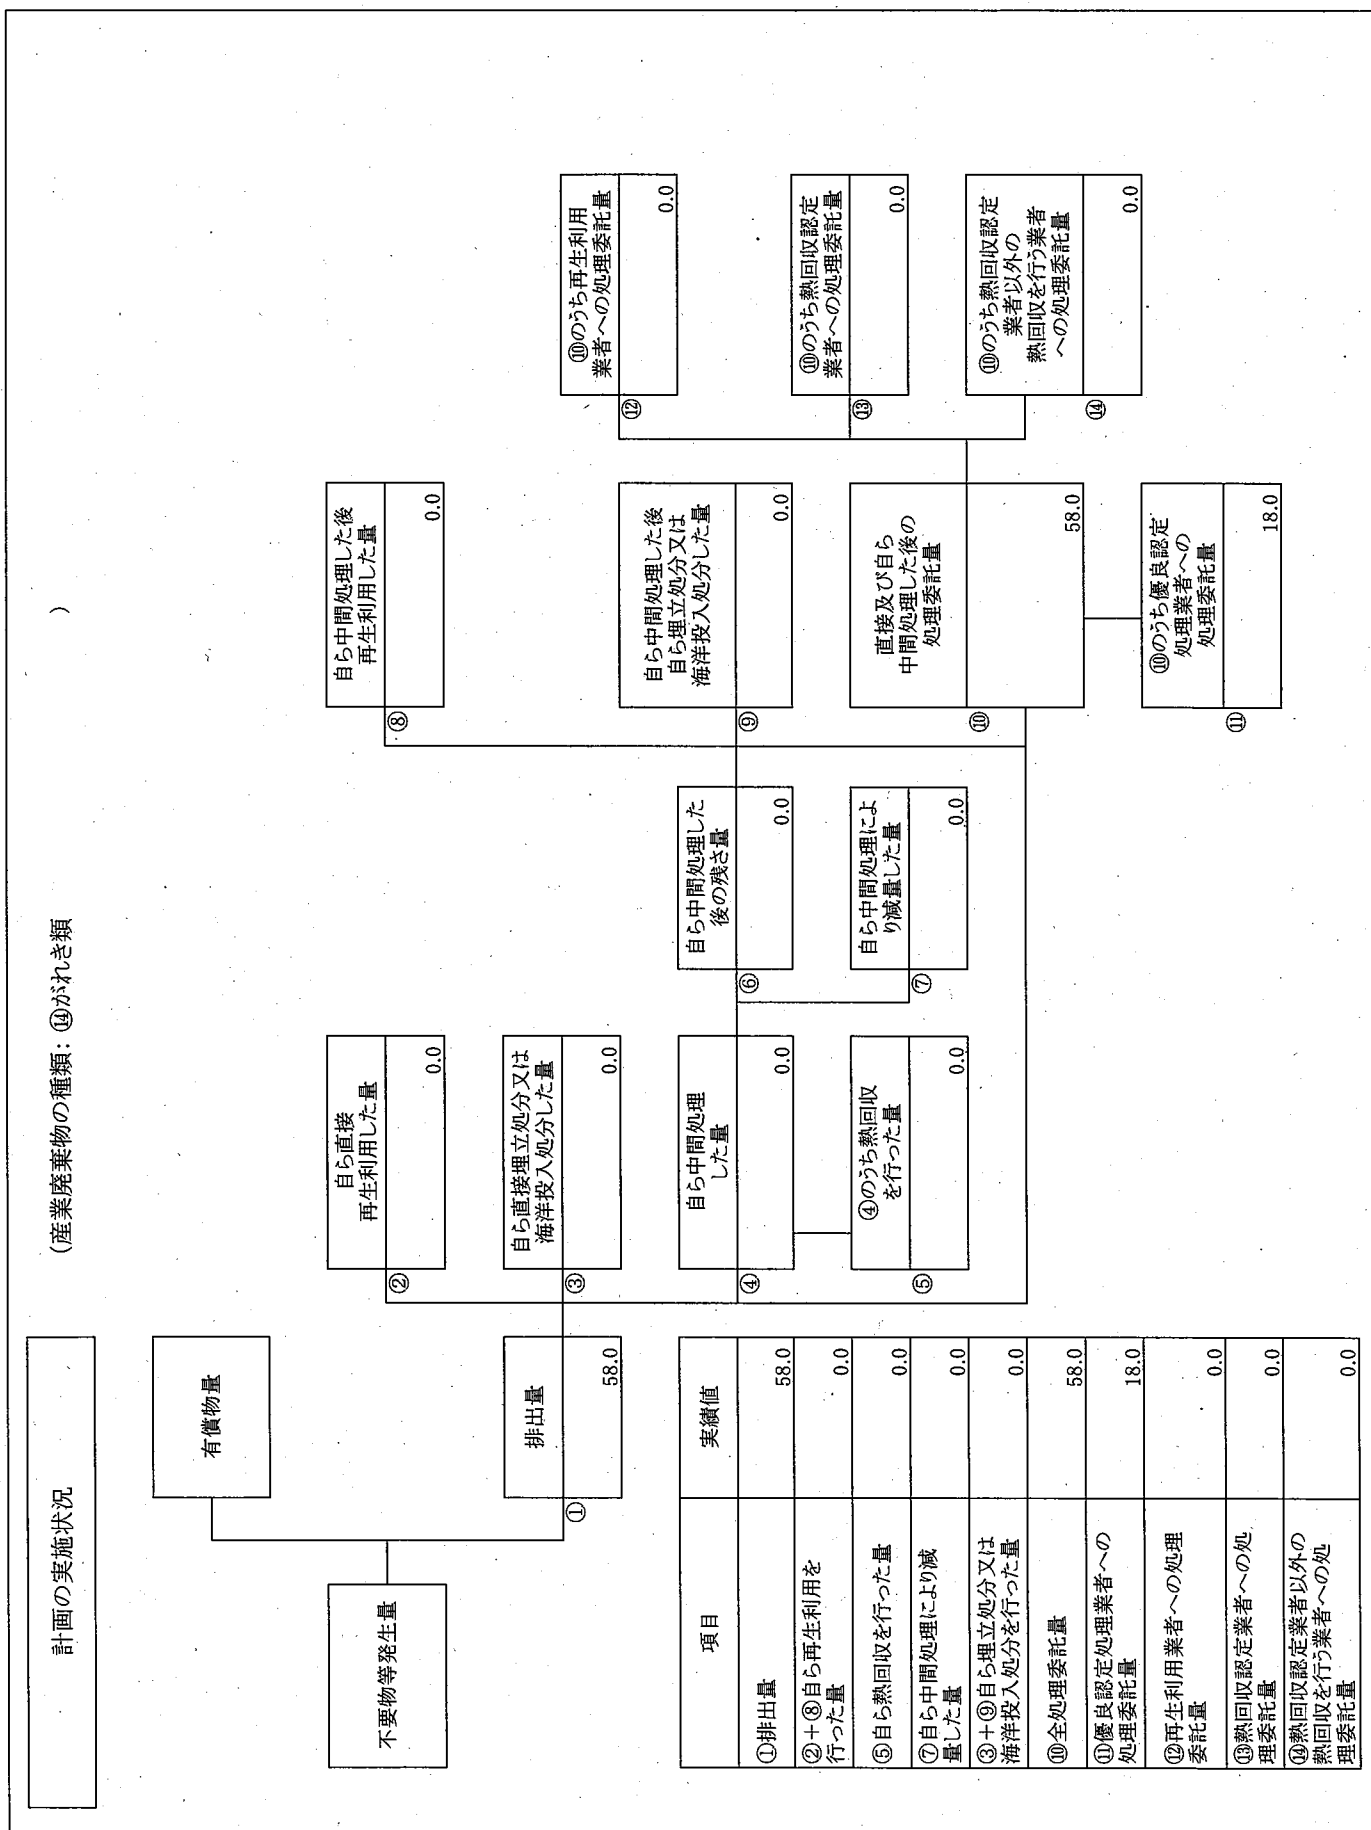 計画の実施状況
(産業廃棄物の種類: ⑭がれき類 )
不要物等発生量
有償物量
①
排出量
58.0
②
自ら直接
再生利用した量
0.0
③
自ら直接埋立処分又は
海洋投入処分した量
0.0
④
自ら中間処理
した量
0.0
⑤
④のうち熱回収
を行った量
0.0
⑥
自ら中間処理した
後の残さ量
0.0
⑦
自ら中間処理によ
り減量した量
0.0
⑧
自ら中間処理した後
再生利用した量
0.0
⑨
自ら中間処理した後
自ら埋立処分又は
海洋投入処分した量
0.0
⑩
直接及び自ら
中間処理した後の
処理委託量
58.0
⑪
⑩のうち優良認定
処理業者への
処理委託量
18.0
⑫
⑩のうち再生利用
業者への処理委託量
0.0
⑬
⑩のうち熱回収認定
業者への処理委託量
0.0
⑭
⑩のうち熱回収認定
業者以外の
熱回収を行う業者
への処理委託量
0.0
項目 実績値
①排出量 58.0
②+⑧自ら再生利用を
行った量 0.0
⑤自ら熱回収を行った量 0.0
⑦自ら中間処理により減
量した量 0.0
③+⑨自ら埋立処分又は
海洋投入処分を行った量 0.0
⑩全処理委託量 58.0
⑪優良認定処理業者への
処理委託量 18.0
⑫再生利用業者への処理
委託量 0.0
⑬熱回収認定業者への処
理委託量 0.0
⑭熱回収認定業者以外の
熱回収を行う業者への処
理委託量 0.0